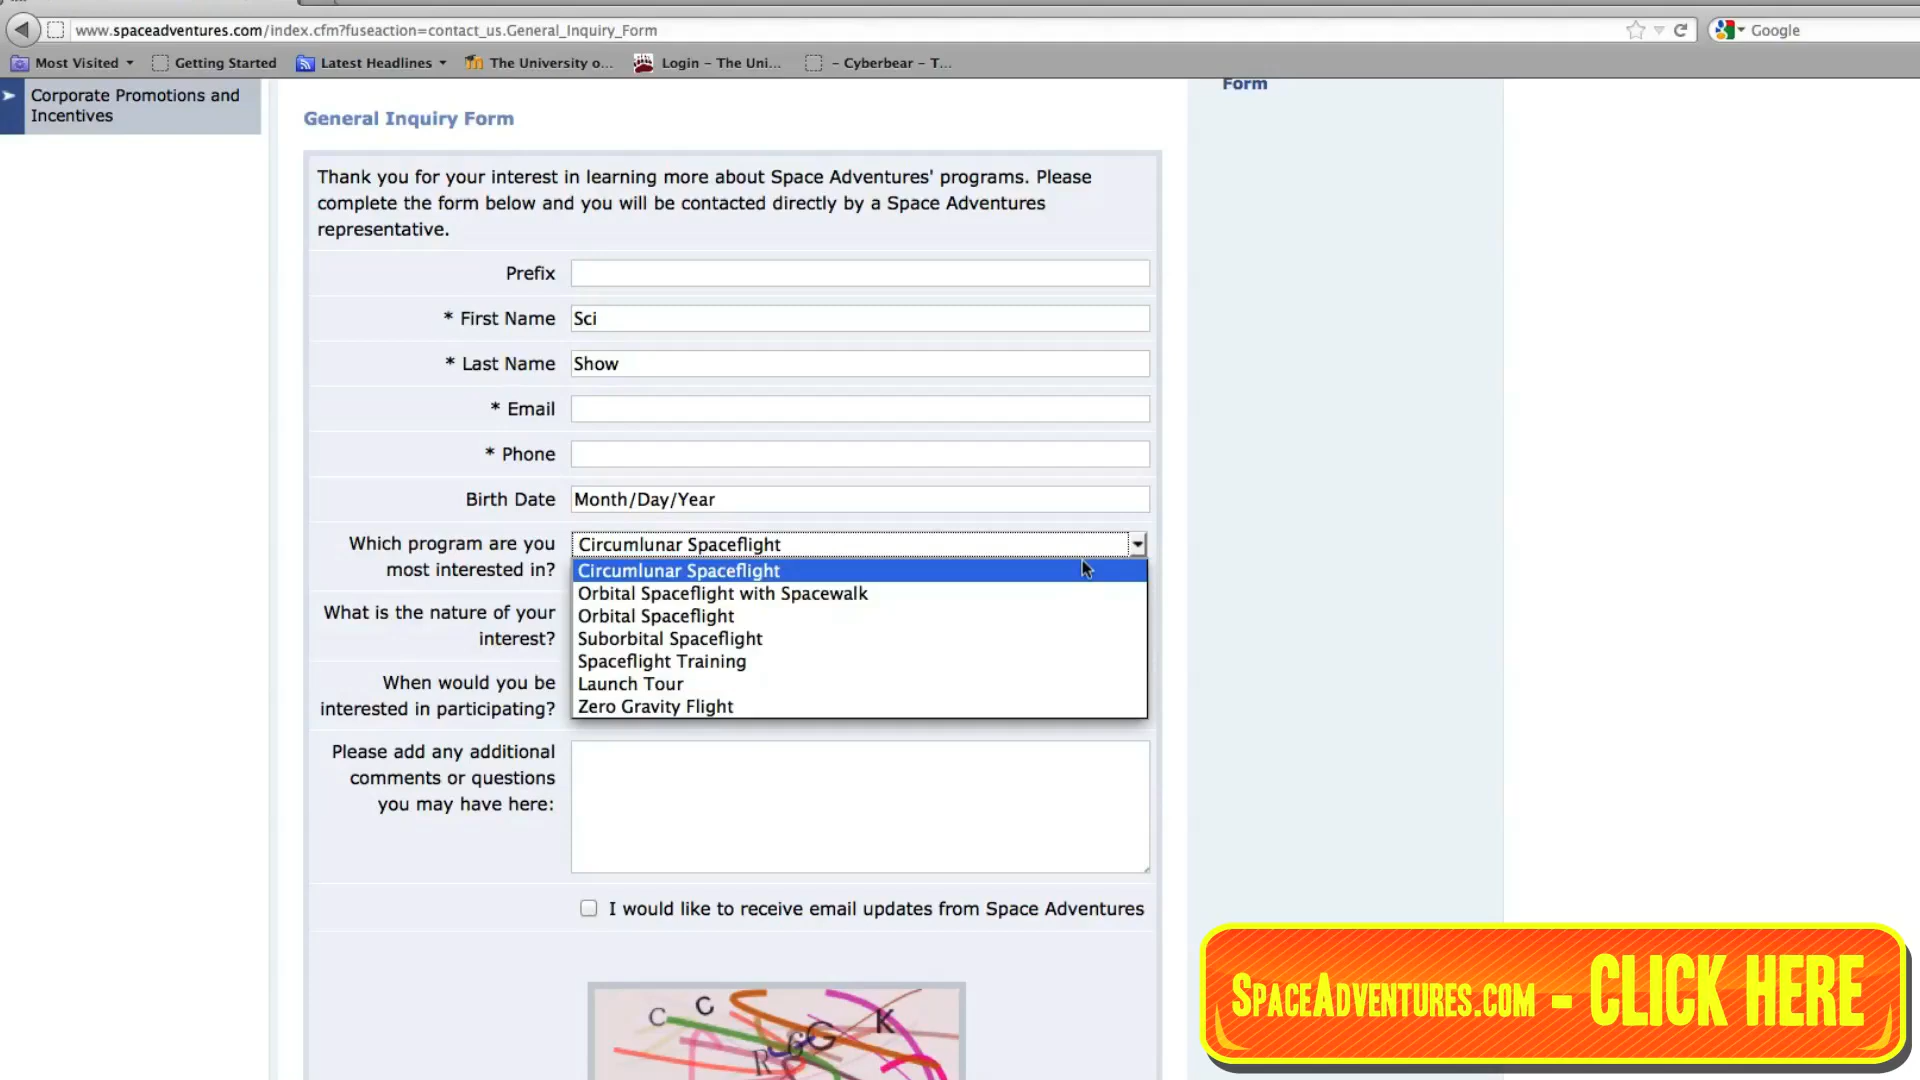 www.spaceadventures.com/index.cfm?fuseaction=contact_us.General_Inquiry_Form
Google
Most Visited
Getting Started
Latest Headlines
The University o...
Login – The Uni...
– Cyberbear – T...
Corporate Promotions and
Incentives
Form
General Inquiry Form
Thank you for your interest in learning more about Space Adventures' programs. Please
complete the form below and you will be contacted directly by a Space Adventures
representative.
Prefix
* First Name Sci
* Last Name Show
* Email
* Phone
Birth Date Month/Day/Year
Which program are you
most interested in?
Circumlunar Spaceflight
Circumlunar Spaceflight
Orbital Spaceflight with Spacewalk
Orbital Spaceflight
Suborbital Spaceflight
Spaceflight Training
Launch Tour
Zero Gravity Flight
What is the nature of your
interest?
When would you be
interested in participating?
Please add any additional
comments or questions
you may have here:
I would like to receive email updates from Space Adventures
C C R G G K
SPACEADVENTURES.COM – CLICK HERE